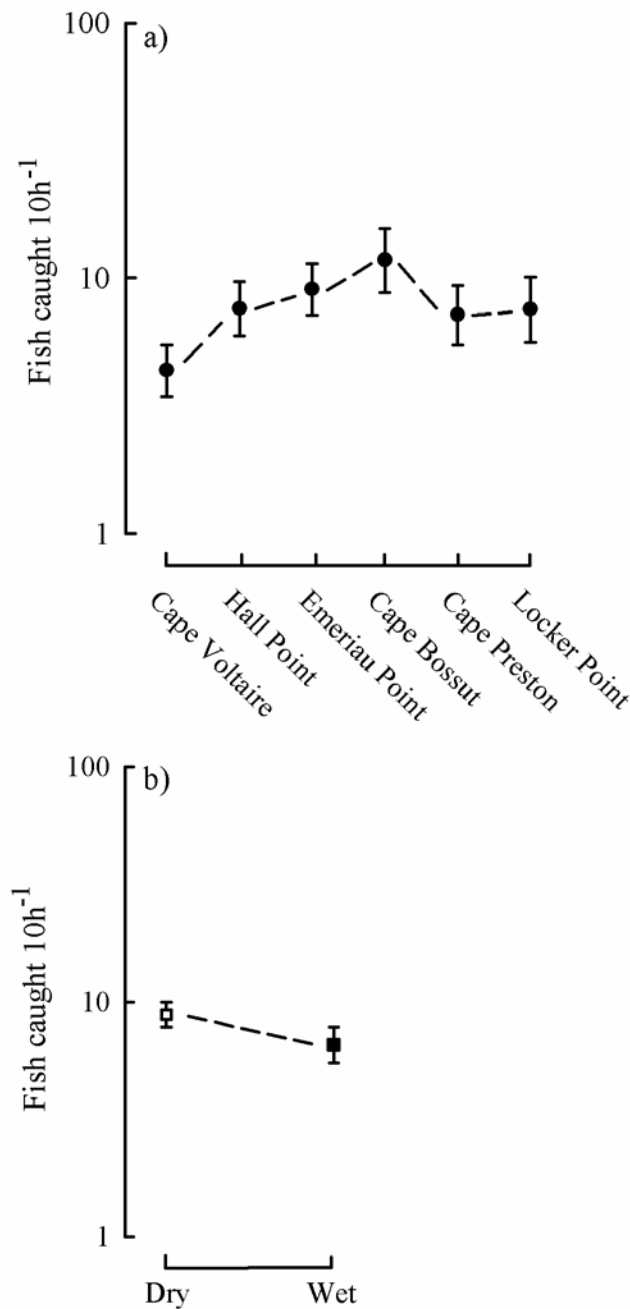 100
a)
Fish caught 10h⁻¹
10
1
Cape Voltaire
Hall Point
Emeriau Point
Cape Bossut
Cape Preston
Locker Point
100
b)
Fish caught 10h⁻¹
10
1
Dry
Wet